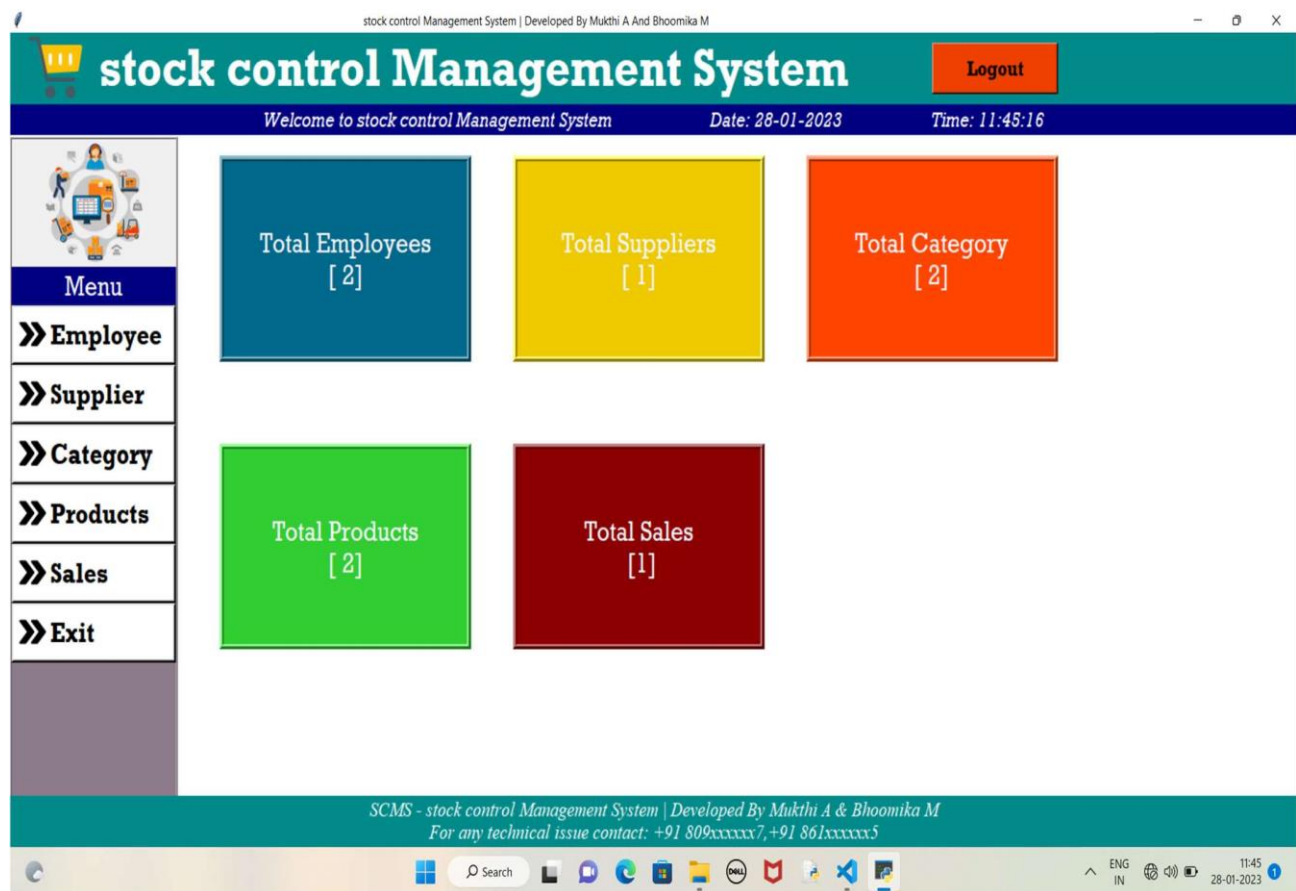 stock control Management System | Developed By Mukthi A And Bhoomika M
stock control Management System
Logout
Welcome to stock control Management System Date: 28-01-2023 Time: 11:45:16
Total Employees
[ 2]
Total Suppliers
[ 1]
Total Category
[ 2]
Menu
Employee
Supplier
Category
Products
Sales
Exit
Total Products
[ 2]
Total Sales
[1]
SCMS - stock control Management System | Developed By Mukthi A & Bhoomika M
For any technical issue contact: +91 809xxxxxx7,+91 861xxxxxx5
Search
DELL
ENG
IN
11:45
28-01-2023
1